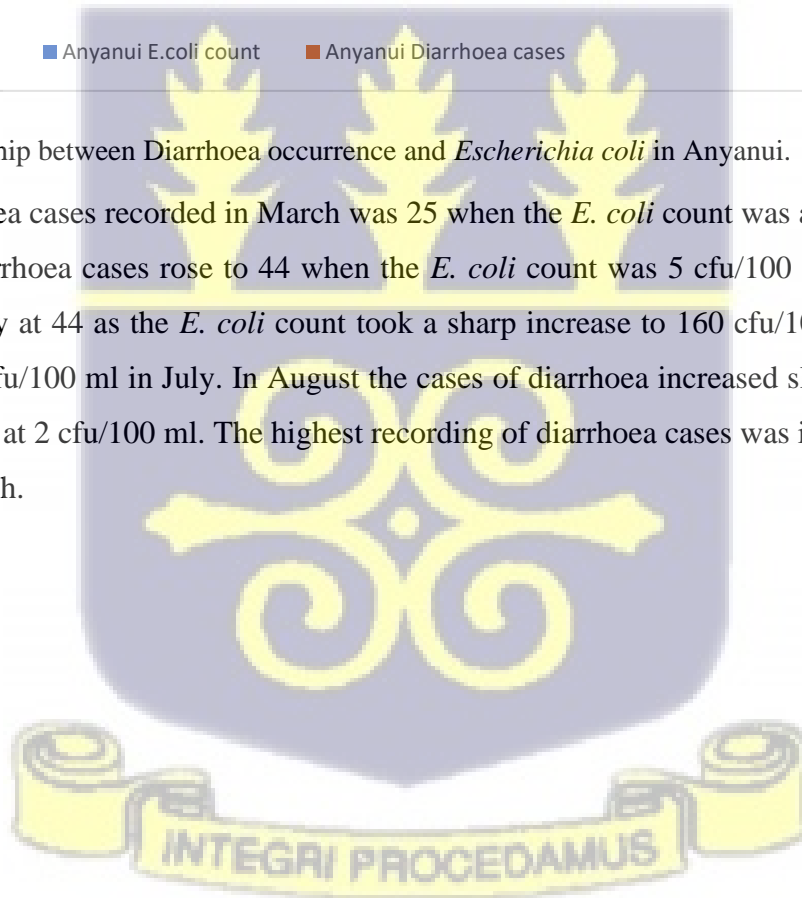 Anyanui E.coli count Anyanui Diarrhoea cases
hip between Diarrhoea occurrence and Escherichia coli in Anyanui.
ea cases recorded in March was 25 when the E. coli count was a
rrhoea cases rose to 44 when the E. coli count was 5 cfu/100
y at 44 as the E. coli count took a sharp increase to 160 cfu/10
fu/100 ml in July. In August the cases of diarrhoea increased sl
at 2 cfu/100 ml. The highest recording of diarrhoea cases was i
h.
INTEGRI PROCEDAMUS